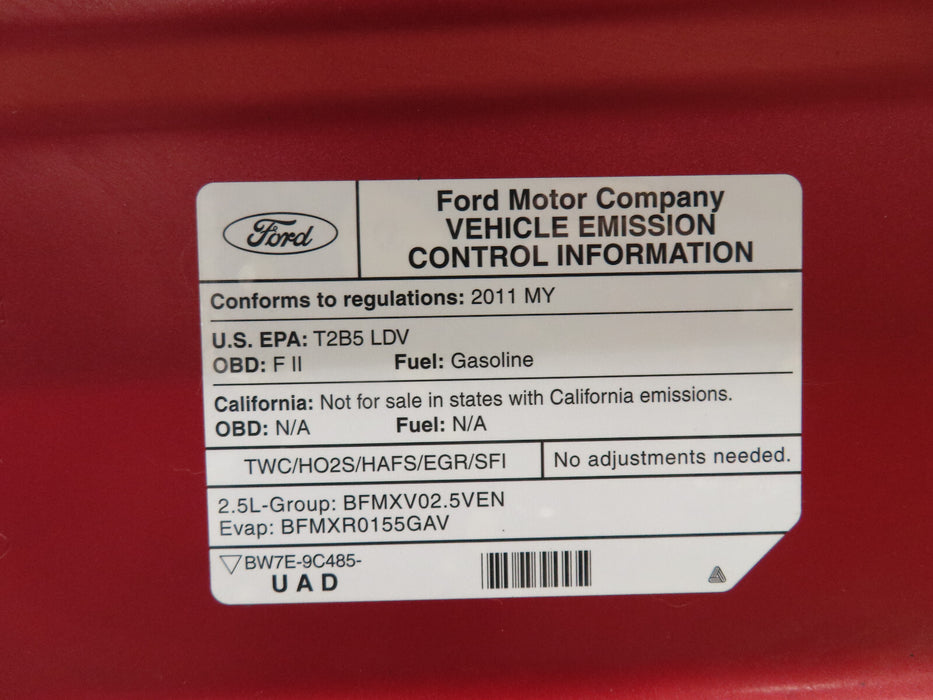 Ford
Ford Motor Company
VEHICLE EMISSION
CONTROL INFORMATION
Conforms to regulations: 2011 MY
U.S. EPA: T2B5 LDV
OBD: F II Fuel: Gasoline
California: Not for sale in states with California emissions.
OBD: N/A Fuel: N/A
TWC/HO2S/HAFS/EGR/SFI No adjustments needed.
2.5L-Group: BFMXV02.5VEN
Evap: BFMXR0155GAV
BW7E-9C485-
UAD